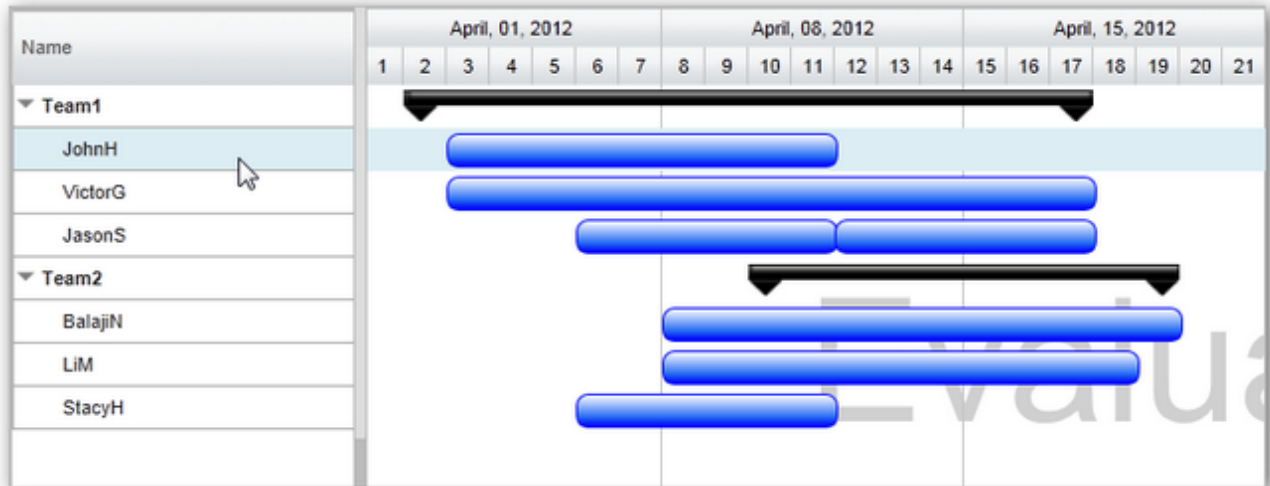 Name
April, 01, 2012 April, 08, 2012 April, 15, 2012
1 2 3 4 5 6 7 8 9 10 11 12 13 14 15 16 17 18 19 20 21
Team1
JohnH
VictorG
JasonS
Team2
BalajiN
LiM
StacyH